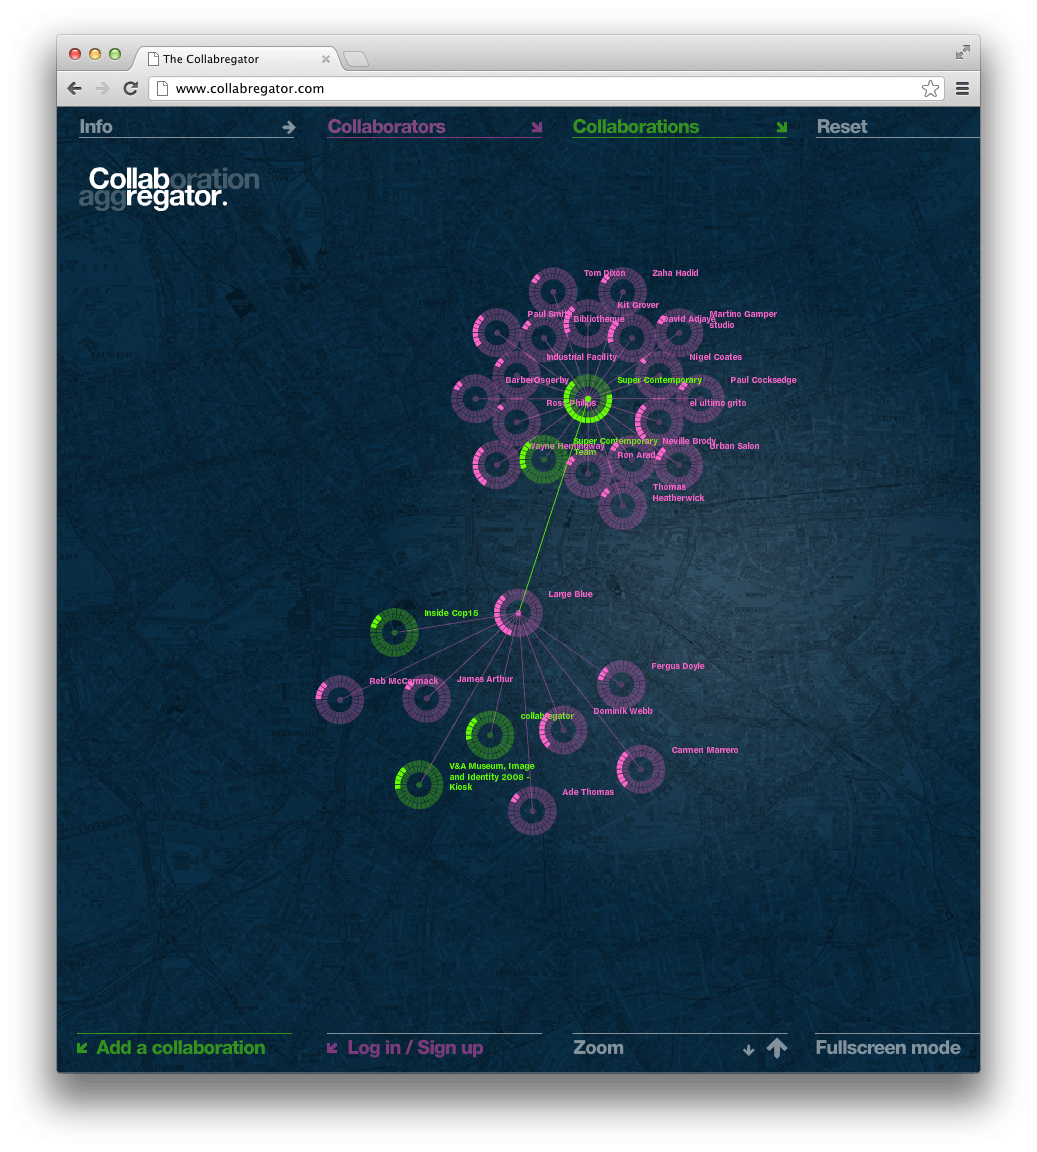 The Collabregator
www.collabregator.com
Info
Collaborators
Collaborations
Reset
Collaboration
aggregator.
Tom Dixon
Zaha Hadid
Kit Grover
Paul Smith
Bibliotheque
David Adjaye
Martino Gamper
studio
Industrial Facility
Nigel Coates
BarberOsgerby
Super Contemporary
Paul Cocksedge
Ross Philips
el ultimo grito
Wayne Hemingway
Super Contemporary
Team
Neville Brody
Urban Salon
Ron Arad
Thomas
Heatherwick
Large Blue
Inside Cop15
Rob McCormack
James Arthur
Fergus Doyle
collabregator
Dominik Webb
Carmen Marrero
V&A Museum, Image
and Identity 2008 -
Kiosk
Ade Thomas
Add a collaboration
Log in / Sign up
Zoom
Fullscreen mode